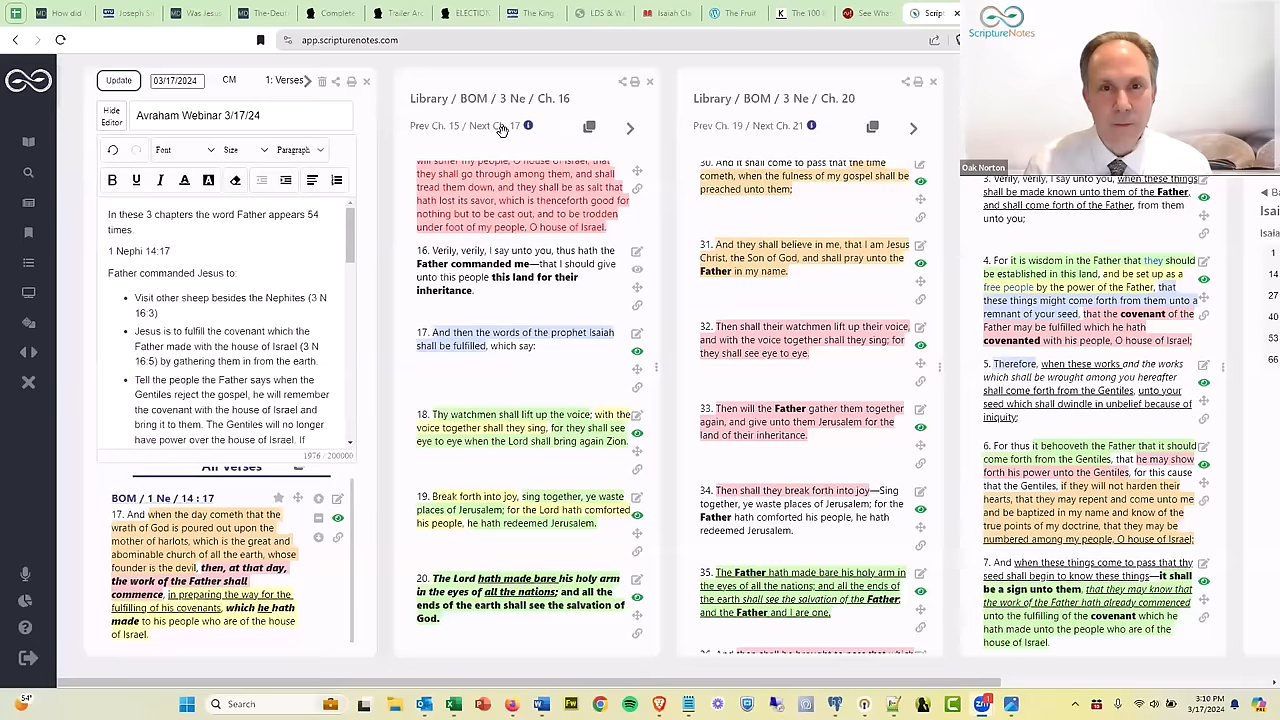 Complete
Trailer Ar
The King
LDS & W
Isaiah Cla
T3 1000 I
See What
app.scripturenotes.com
Update
03/17/2024
CM
1: Verses
Hide
Editor
Avraham Webinar 3/17/24
Font
Size
Paragraph
B U I A A
In these 3 chapters the word Father appears 54
times.
1 Nephi 14:17
Father commanded Jesus to:
• Visit other sheep besides the Nephites (3 N
16:3)
• Jesus is to fulfill the covenant which the
Father made with the house of Israel (3 N
16:5) by gathering them in from the earth.
• Tell the people the Father says when the
Gentiles reject the gospel, he will remember
the covenant with the house of Israel and
bring it to them. The Gentiles will no longer
have power over the house of Israel. If
1976 / 200000
All Verses
BOM / 1 Ne / 14 : 17
17. And when the day cometh that the
wrath of God is poured out upon the
mother of harlots, which is the great and
abominable church of all the earth, whose
founder is the devil, then, at that day,
the work of the Father shall
commence, in preparing the way for the
fulfilling of his covenants, which he hath
made to his people who are of the house
of Israel.
Library / BOM / 3 Ne / Ch. 16
Prev Ch. 15 / Next Ch. 17
will suffer my people, O house of Israel, that
they shall go through among them, and shall
tread them down, and they shall be as salt that
hath lost its savor, which is thenceforth good for
nothing but to be cast out, and to be trodden
under foot of my people, O house of Israel.
16. Verily, verily, I say unto you, thus hath the
Father commanded me—that I should give
unto this people this land for their
inheritance.
17. And then the words of the prophet Isaiah
shall be fulfilled, which say:
18. Thy watchmen shall lift up the voice; with the
voice together shall they sing, for they shall see
eye to eye when the Lord shall bring again Zion.
19. Break forth into joy, sing together, ye waste
places of Jerusalem; for the Lord hath comforted
his people, he hath redeemed Jerusalem.
20. The Lord hath made bare his holy arm
in the eyes of all the nations; and all the
ends of the earth shall see the salvation of
God.
Library / BOM / 3 Ne / Ch. 20
Prev Ch. 19 / Next Ch. 21
30. And it shall come to pass that the time
cometh, when the fulness of my gospel shall be
preached unto them;
31. And they shall believe in me, that I am Jesus
Christ, the Son of God, and shall pray unto the
Father in my name.
32. Then shall their watchmen lift up their voice,
and with the voice together shall they sing; for
they shall see eye to eye.
33. Then will the Father gather them together
again, and give unto them Jerusalem for the
land of their inheritance.
34. Then shall they break forth into joy—Sing
together, ye waste places of Jerusalem; for the
Father hath comforted his people, he hath
redeemed Jerusalem.
35. The Father hath made bare his holy arm in
the eyes of all the nations; and all the ends of
the earth shall see the salvation of the Father;
and the Father and I are one.
ScriptureNotes
Oak Norton
3. Verily, verily, I say unto you, when these things
shall be made known unto them of the Father,
and shall come forth of the Father, from them
unto you;
4. For it is wisdom in the Father that they should
be established in this land, and be set up as a
free people by the power of the Father, that
these things might come forth from them unto a
remnant of your seed, that the covenant of the
Father may be fulfilled which he hath
covenanted with his people, O house of Israel;
5. Therefore, when these works and the works
which shall be wrought among you hereafter
shall come forth from the Gentiles, unto your
seed which shall dwindle in unbelief because of
iniquity;
6. For thus it behooveth the Father that it should
come forth from the Gentiles, that he may show
forth his power unto the Gentiles, for this cause
that the Gentiles, if they will not harden their
hearts, that they may repent and come unto me
and be baptized in my name and know of the
true points of my doctrine, that they may be
numbered among my people, O house of Israel;
7. And when these things come to pass that thy
seed shall begin to know these things—it shall
be a sign unto them, that they may know that
the work of the Father hath already commenced
unto the fulfilling of the covenant which he
hath made unto the people who are of the
house of Israel.
Ba
Isai
Isaia
1
14
27
40
53
66
54°
Search
3:10 PM
3/17/2024